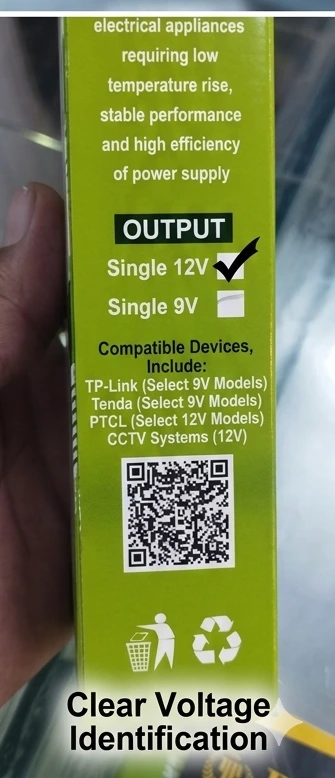 electrical appliances
requiring low
temperature rise,
stable performance
and high efficiency
of power supply
OUTPUT
Single 12V
Single 9V
Compatible Devices,
Include:
TP-Link (Select 9V Models)
Tenda (Select 9V Models)
PTCL (Select 12V Models)
CCTV Systems (12V)
Clear Voltage
Identification